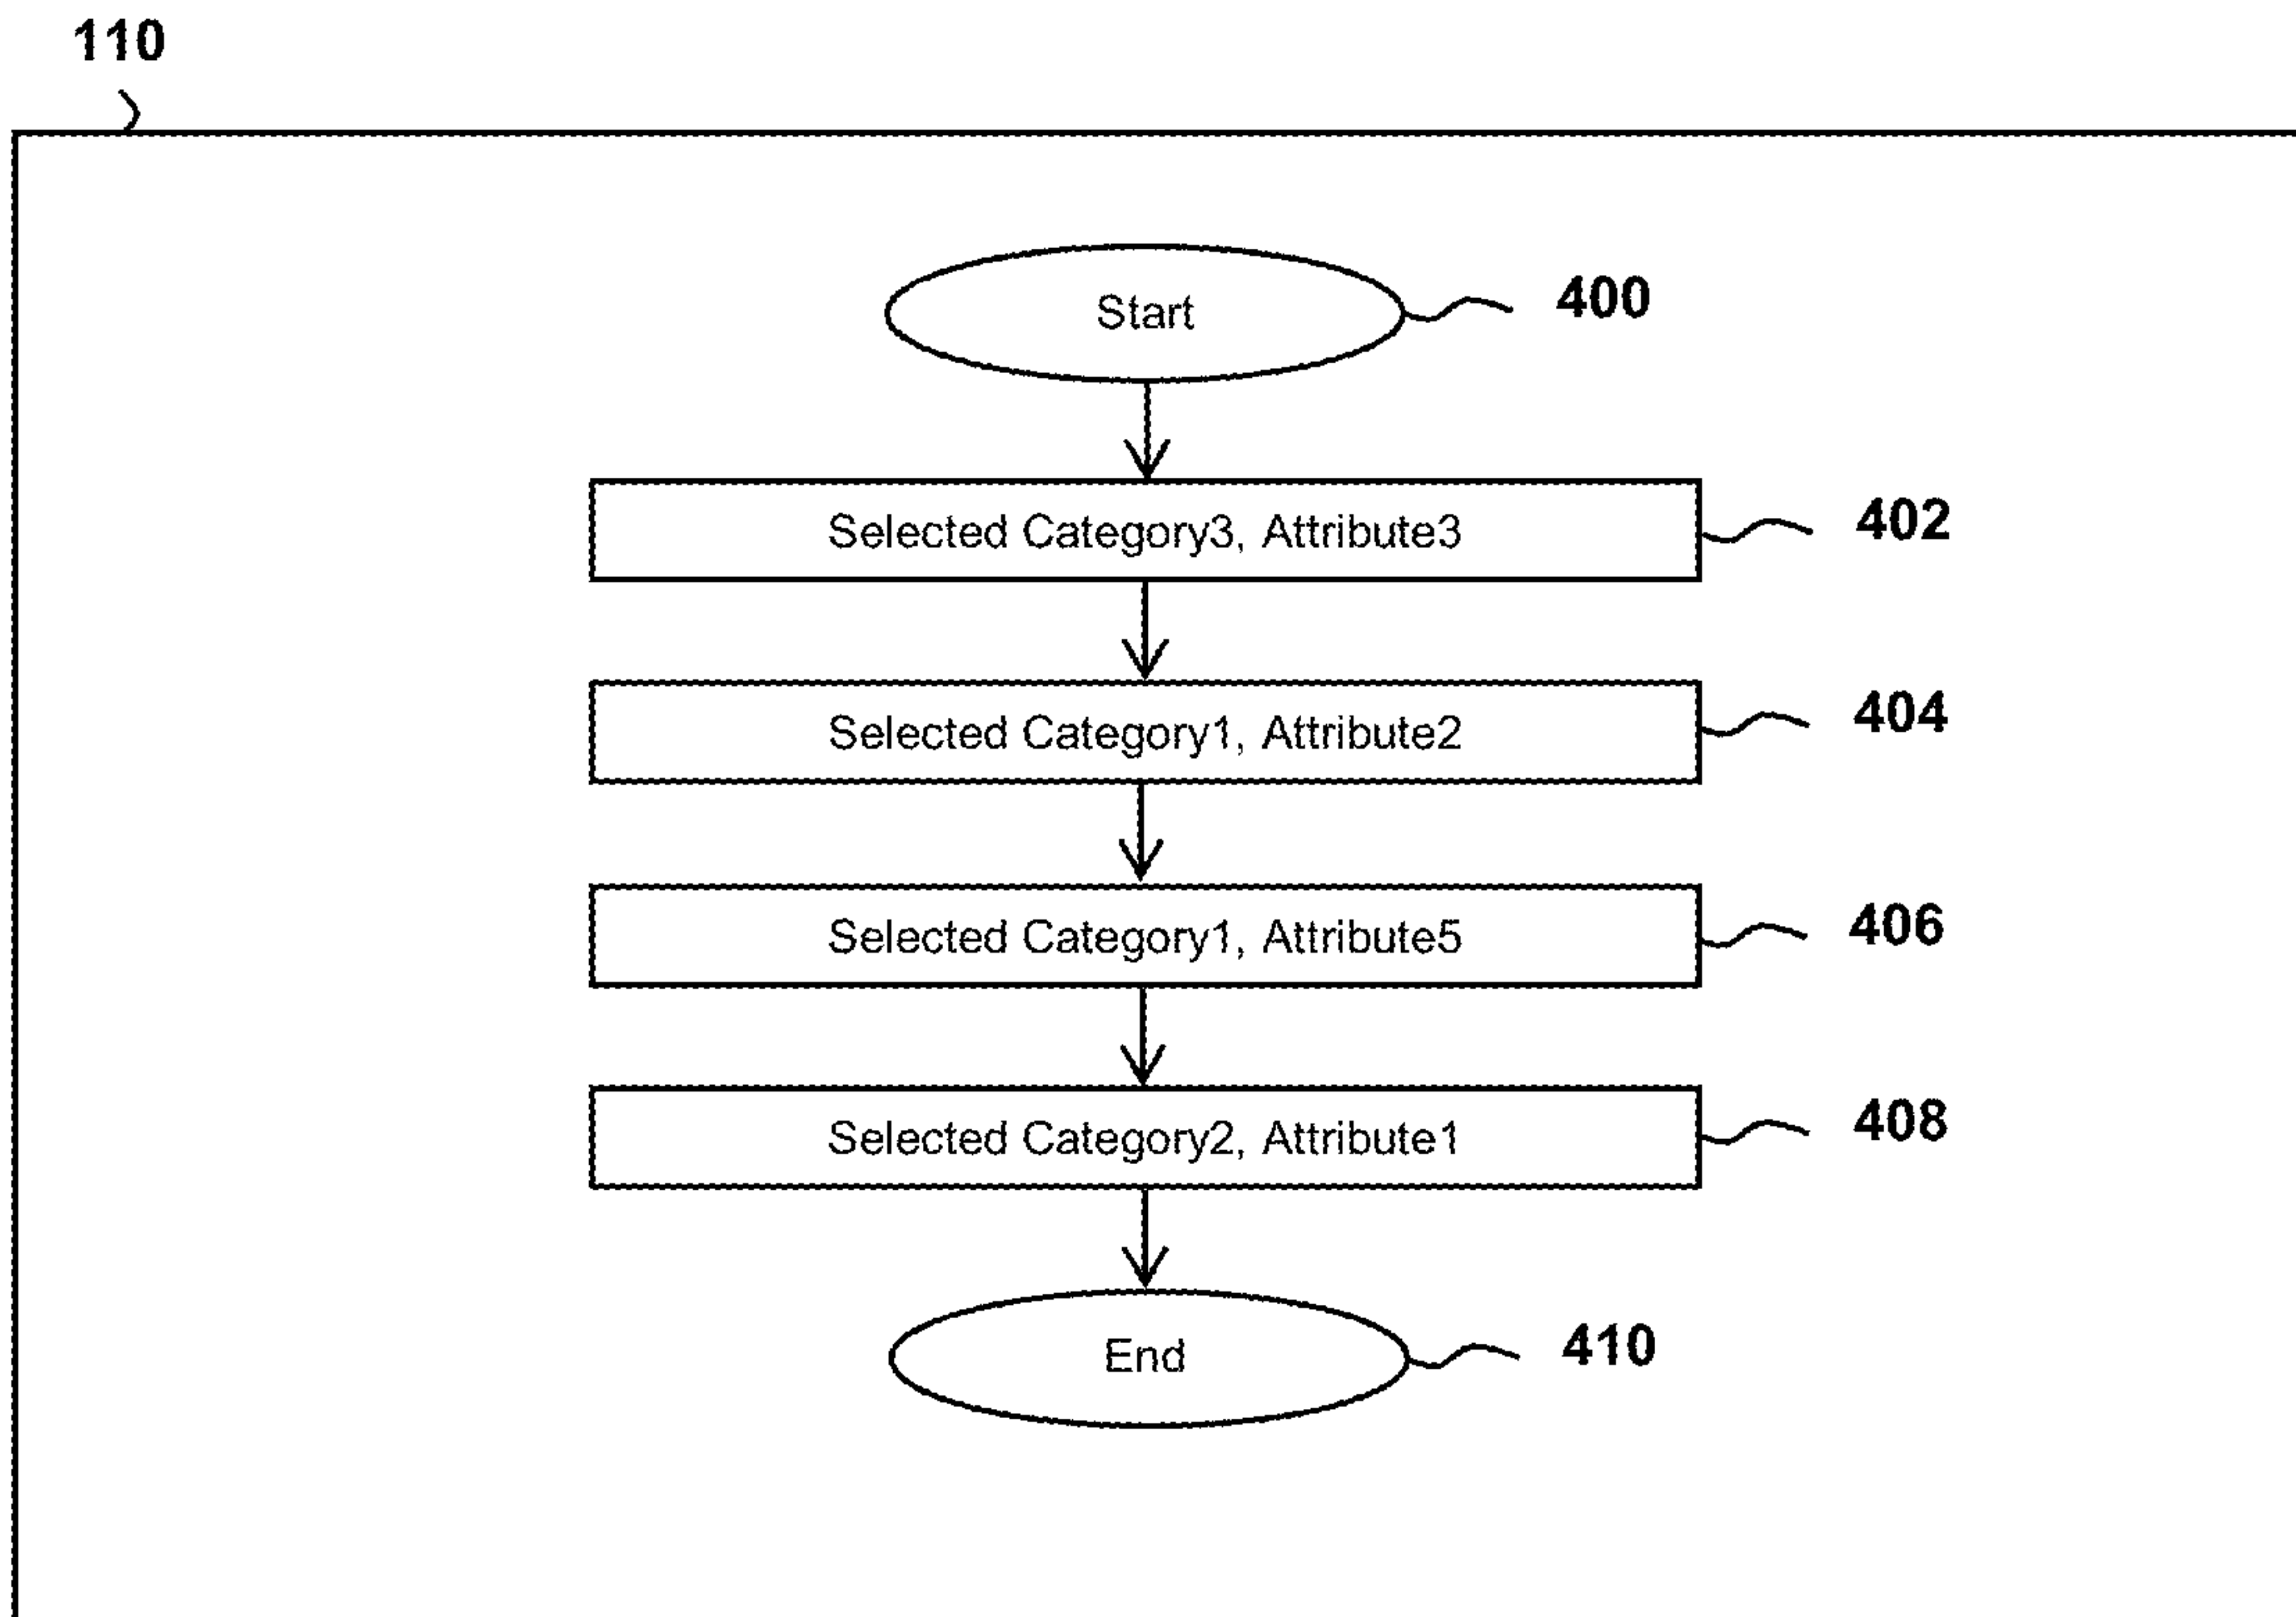 110
Start
400
Selected Category3, Attribute3
402
Selected Category1, Attribute2
404
Selected Category1, Attribute5
406
Selected Category2, Attribute1
408
End
410